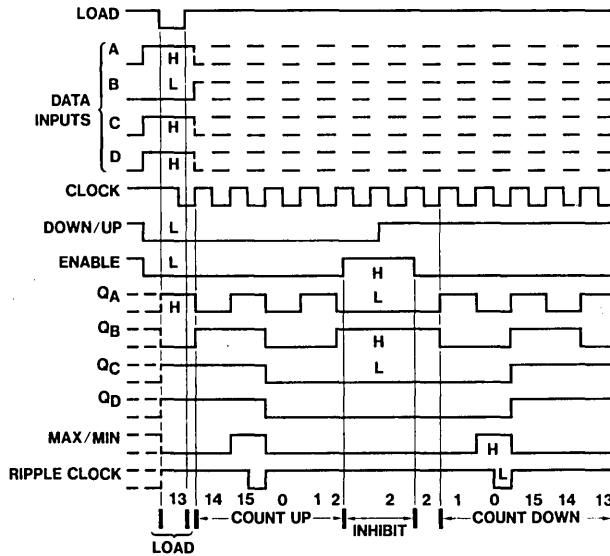 LOAD
A H
B L
DATA INPUTS
C H
D H
CLOCK
DOWN/UP L
ENABLE L H
QA H L
QB H
QC L
QD
MAX/MIN H
RIPPLE CLOCK L
13 14 15 0 1 2 2 2 1 0 15 14 13
COUNT UP INHIBIT COUNT DOWN
LOAD